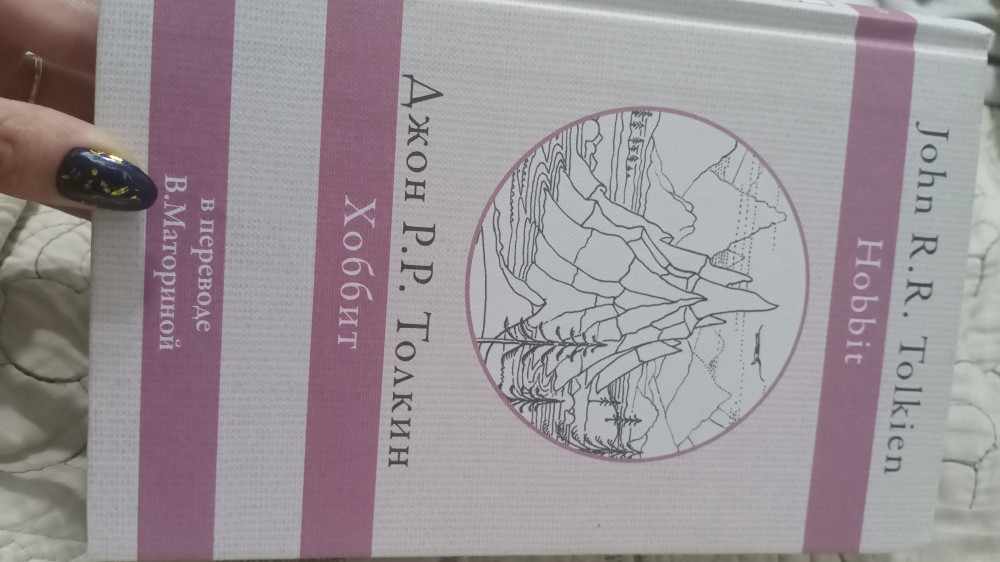 John R.R. Tolkien
Hobbit
Джон Р.Р. Толкин
Хоббит
в переводе
В.Маториной